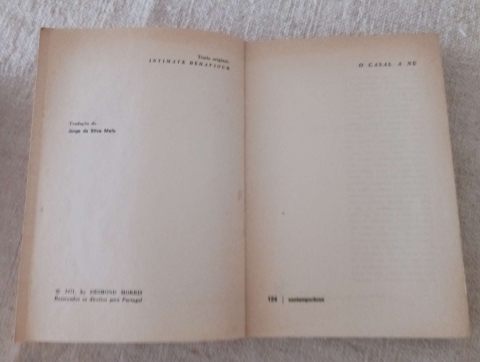 Título original:
INTIMATE BEHAVIOUR
Tradução de
Jorge da Silva Melo
© 1971, by DESMOND MORRIS
Reservados os direitos para Portugal
O CASAL A NU
126 | contemporânea